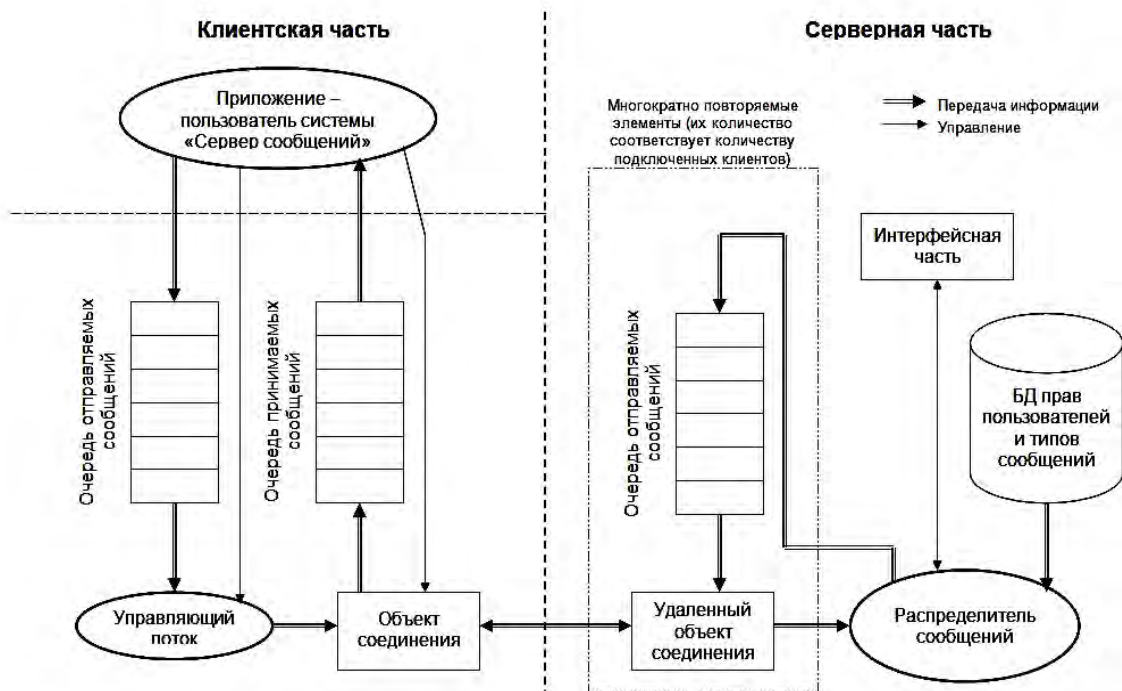 Клиентская часть
Серверная часть
Приложение –
пользователь системы
«Сервер сообщений»
Многократно повторяемые
элементы (их количество
соответствует количеству
подключенных клиентов)
Передача информации
Управление
Интерфейсная
часть
Очередь отправляемых
сообщений
Очередь принимаемых
сообщений
Очередь отправляемых
сообщений
БД прав
пользователей
и типов
сообщений
Управляющий
поток
Объект
соединения
Удаленный
объект
соединения
Распределитель
сообщений